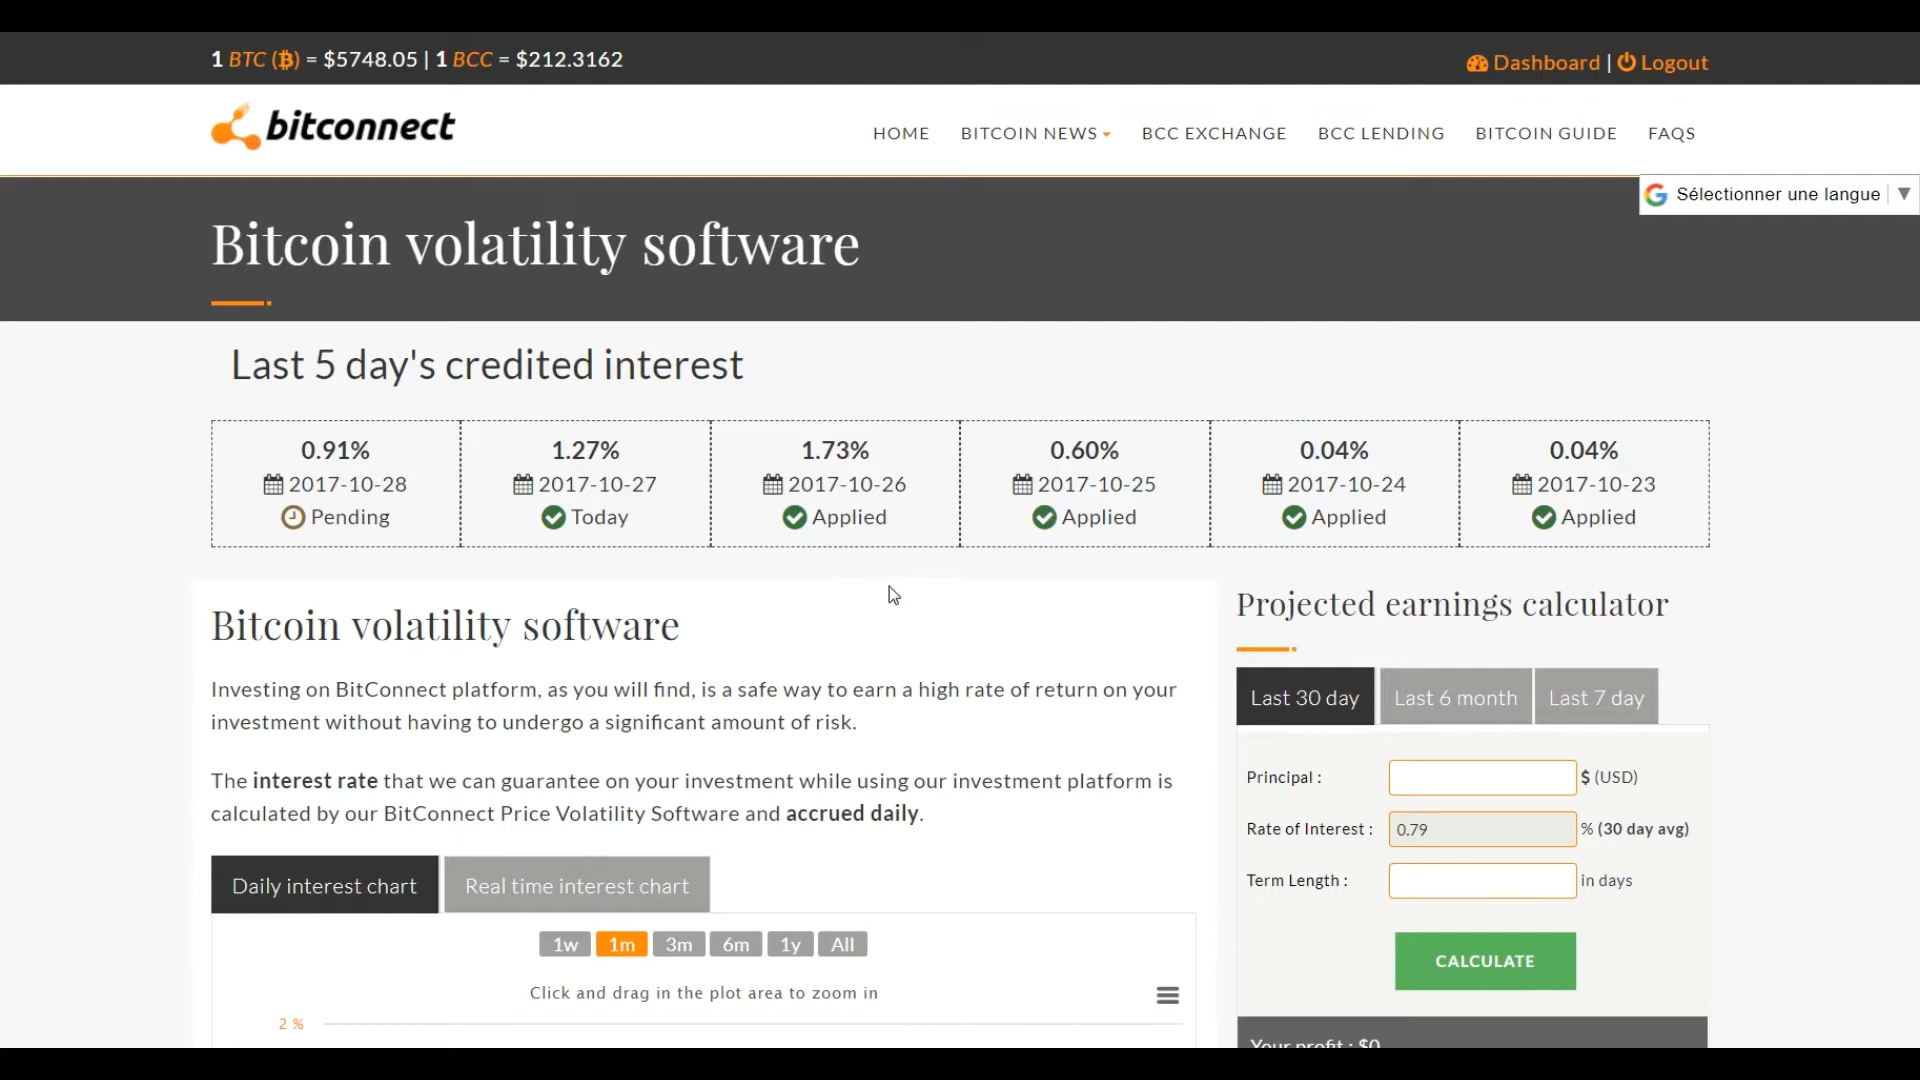 1 BTC (₿) = $5748.05 | 1 BCC = $212.3162
Dashboard | Logout
bitconnect
HOME BITCOIN NEWS BCC EXCHANGE BCC LENDING BITCOIN GUIDE FAQS
Sélectionner une langue ▼
Bitcoin volatility software
Last 5 day's credited interest
0.91%
2017-10-28
Pending
1.27%
2017-10-27
Today
1.73%
2017-10-26
Applied
0.60%
2017-10-25
Applied
0.04%
2017-10-24
Applied
0.04%
2017-10-23
Applied
Bitcoin volatility software
Investing on BitConnect platform, as you will find, is a safe way to earn a high rate of return on your
investment without having to undergo a significant amount of risk.
The interest rate that we can guarantee on your investment while using our investment platform is
calculated by our BitConnect Price Volatility Software and accrued daily.
Daily interest chart Real time interest chart
1w 1m 3m 6m 1y All
Click and drag in the plot area to zoom in
2 %
Projected earnings calculator
Last 30 day Last 6 month Last 7 day
Principal : $ (USD)
Rate of Interest : 0.79 % (30 day avg)
Term Length : in days
CALCULATE
Your profit : $0